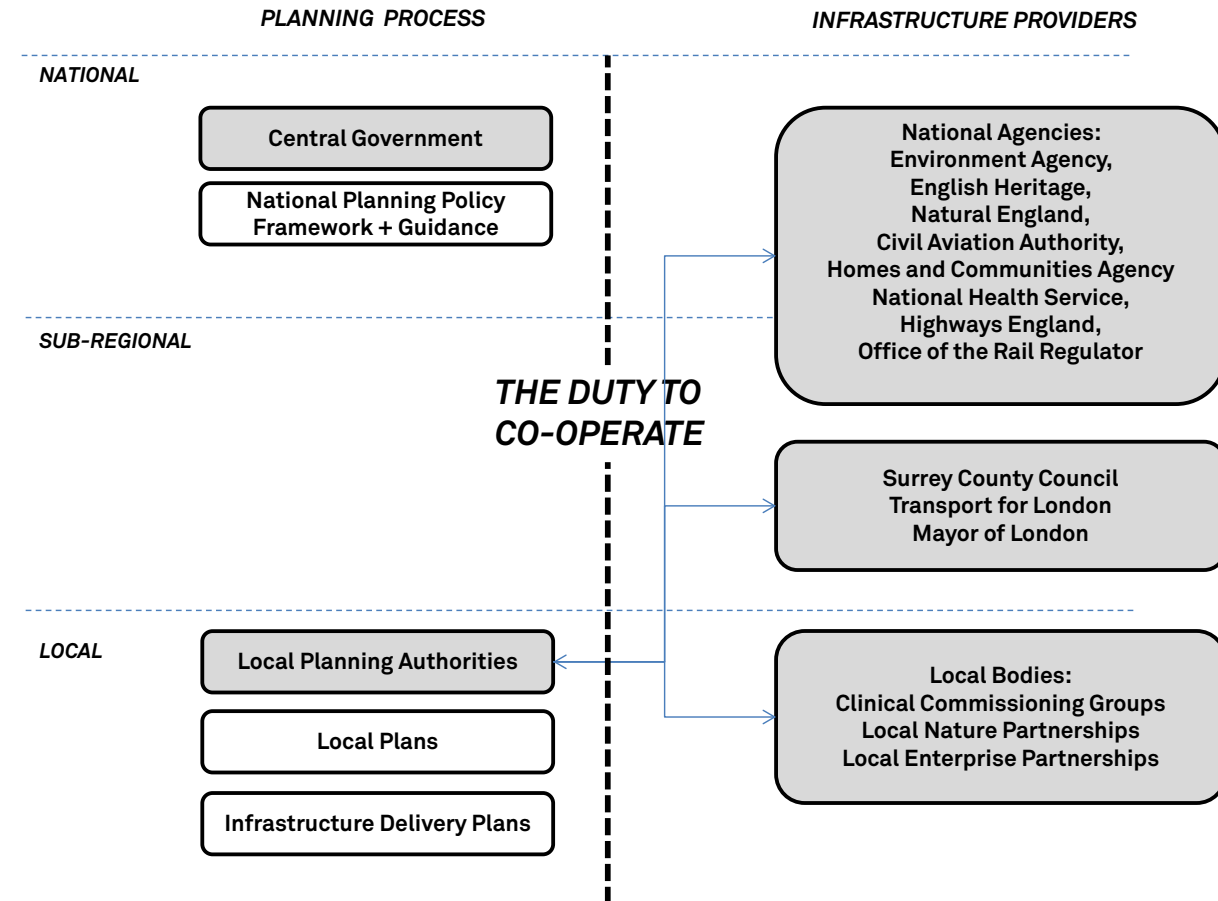 PLANNING PROCESS
INFRASTRUCTURE PROVIDERS
NATIONAL
Central Government
National Planning Policy
Framework + Guidance
National Agencies:
Environment Agency,
English Heritage,
Natural England,
Civil Aviation Authority,
Homes and Communities Agency
National Health Service,
Highways England,
Office of the Rail Regulator
SUB-REGIONAL
THE DUTY TO
CO-OPERATE
Surrey County Council
Transport for London
Mayor of London
LOCAL
Local Planning Authorities
Local Plans
Infrastructure Delivery Plans
Local Bodies:
Clinical Commissioning Groups
Local Nature Partnerships
Local Enterprise Partnerships